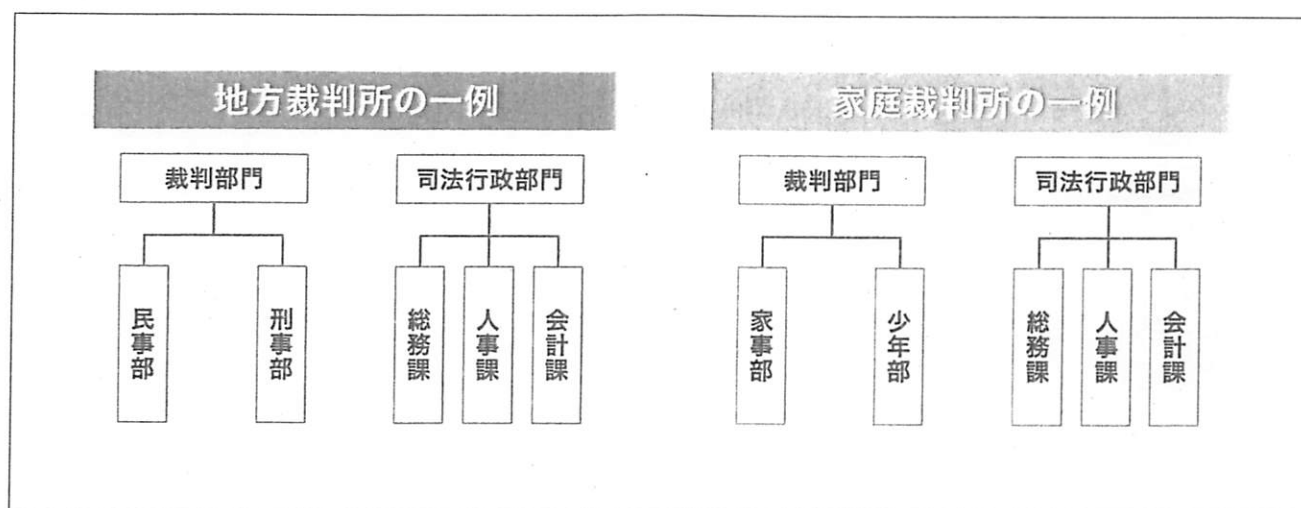 地方裁判所の一例
裁判部門
司法行政部門
民事部
刑事部
総務課
人事課
会計課
家庭裁判所の一例
裁判部門
司法行政部門
家事部
少年部
総務課
人事課
会計課